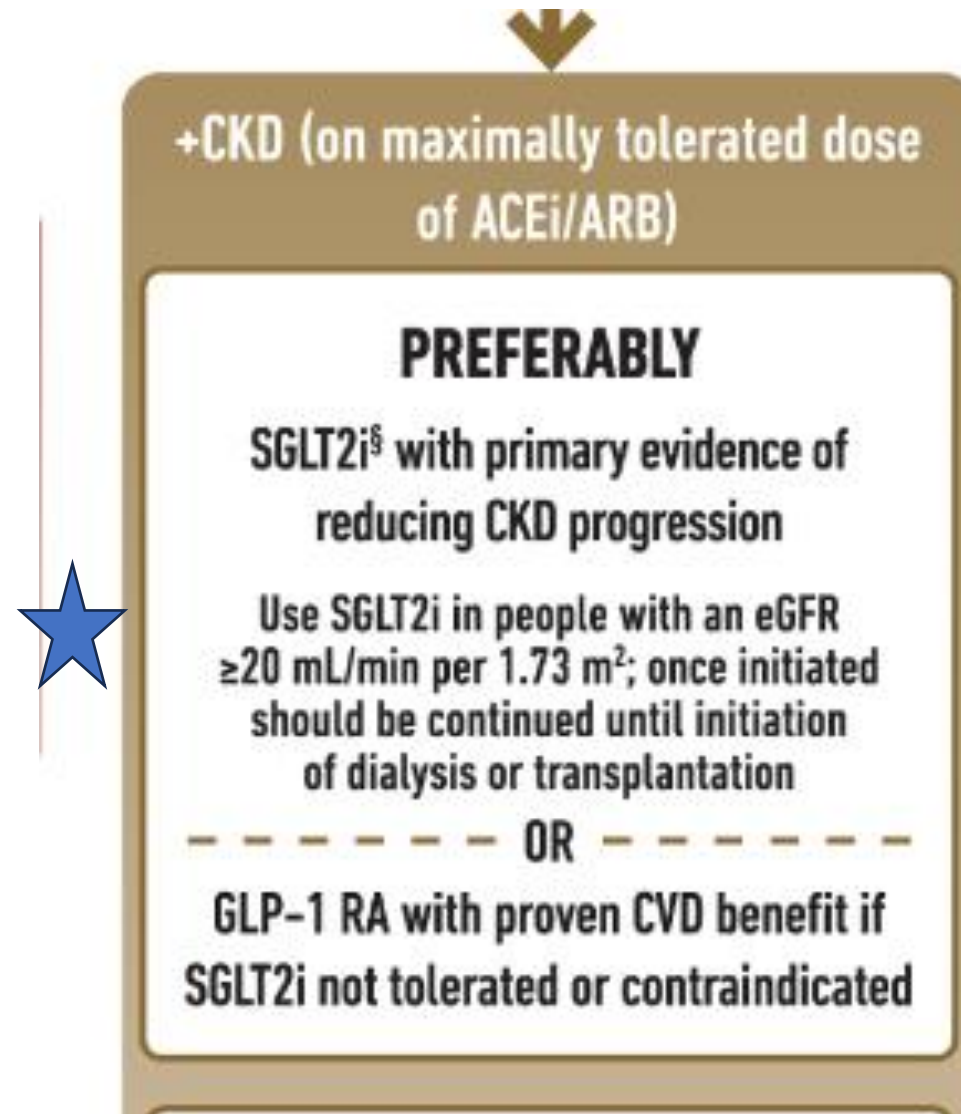 +CKD (on maximally tolerated dose
of ACEi/ARB)
PREFERABLY
SGLT2i§ with primary evidence of
reducing CKD progression
Use SGLT2i in people with an eGFR
≥20 mL/min per 1.73 m²; once initiated
should be continued until initiation
of dialysis or transplantation
OR
GLP-1 RA with proven CVD benefit if
SGLT2i not tolerated or contraindicated